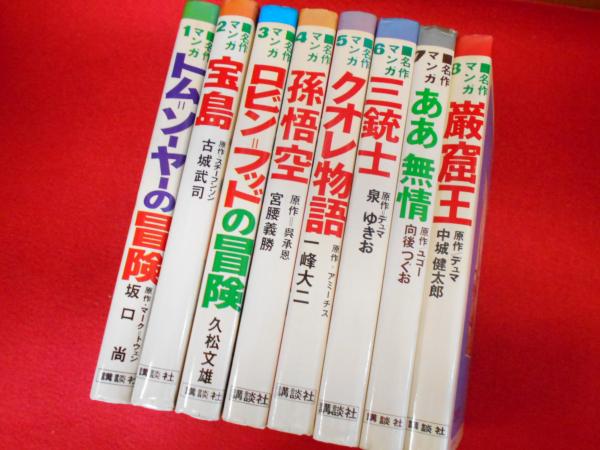 ■名作
マンガ
1
トム=ソーヤーの冒険
原作・マーク=トウェン
坂口 尚
講談社
■名作
マンガ
2
宝島
原作 スチーブンソン
古城武司
講談社
■名作
マンガ
3
ロビン=フッドの冒険
久松文雄
講談社
■名作
マンガ
4
孫悟空
原作=呉承恩
宮腰義勝
講談社
■名作
マンガ
5
クオレ物語
原作・アミーチス
一峰大二
講談社
■名作
マンガ
6
三銃士
原作=デュマ
泉 ゆきお
講談社
■名作
マンガ
7
ああ無情
原作・ユゴー
向後つぐお
講談社
■名作
マンガ
8
巌窟王
原作=デュマ
中城健太郎
講談社